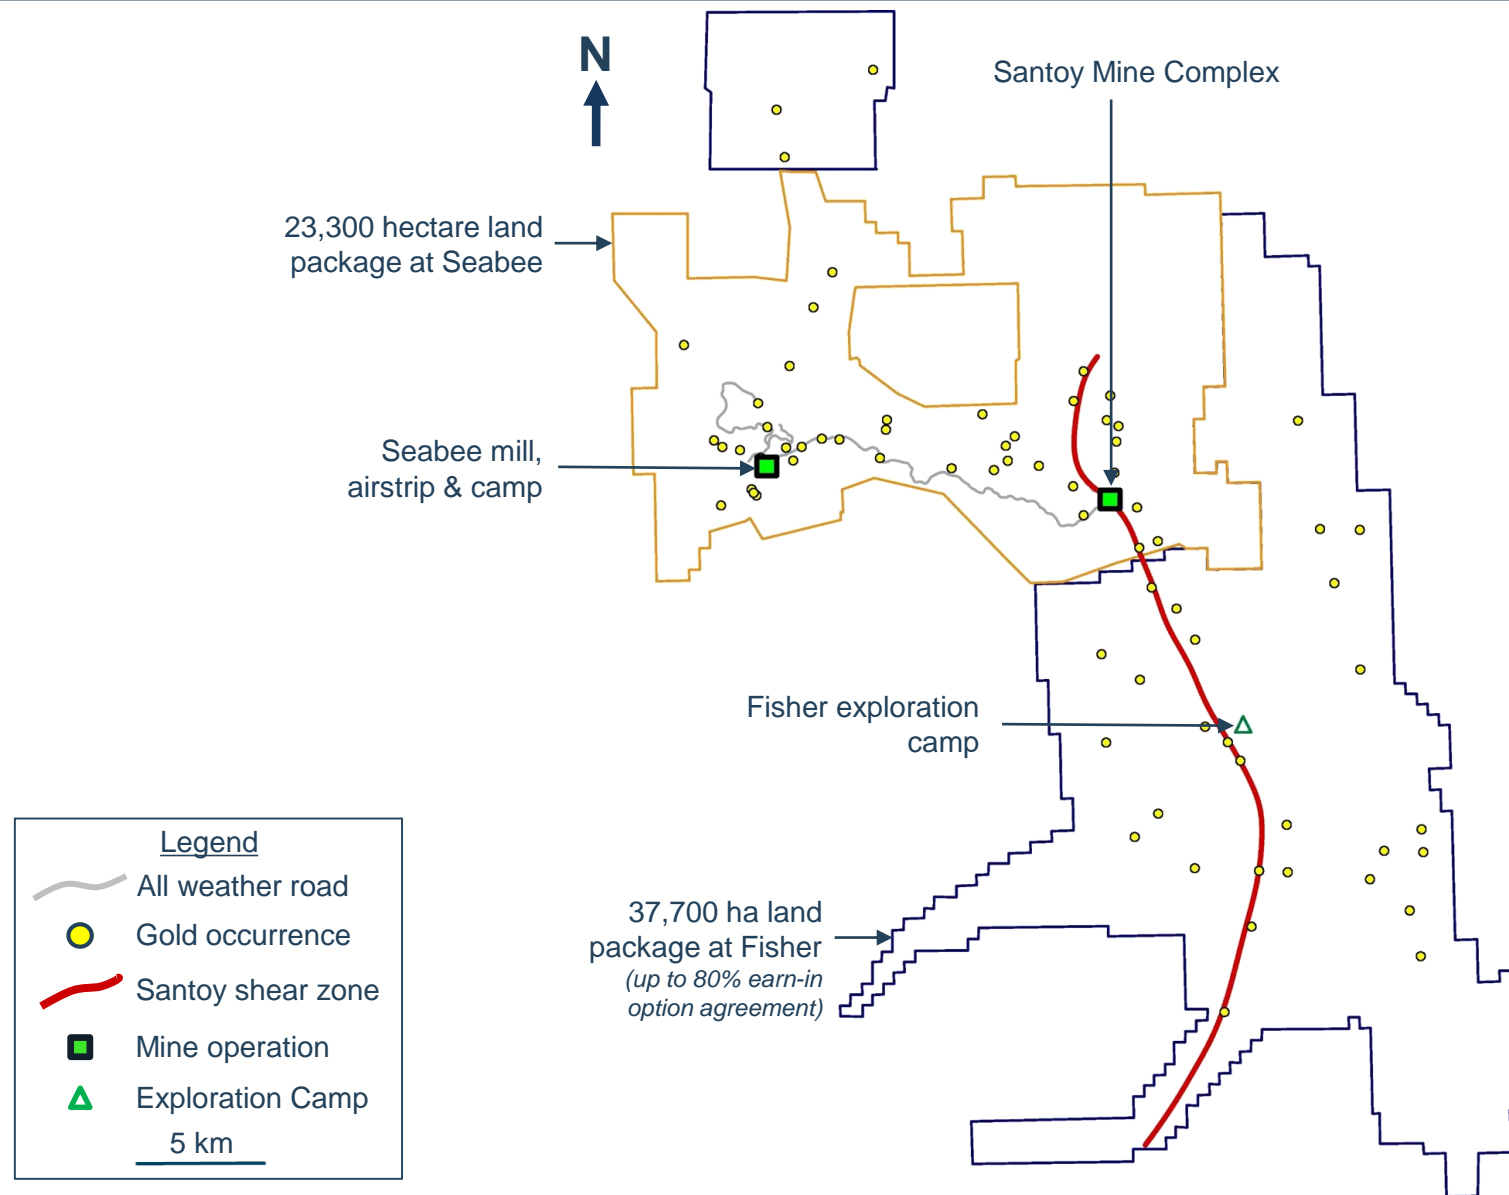 N
Santoy Mine Complex
23,300 hectare land
package at Seabee
Seabee mill,
airstrip & camp
Fisher exploration
camp
37,700 ha land
package at Fisher
(up to 80% earn-in
option agreement)
Legend
All weather road
Gold occurrence
Santoy shear zone
Mine operation
Exploration Camp
5 km